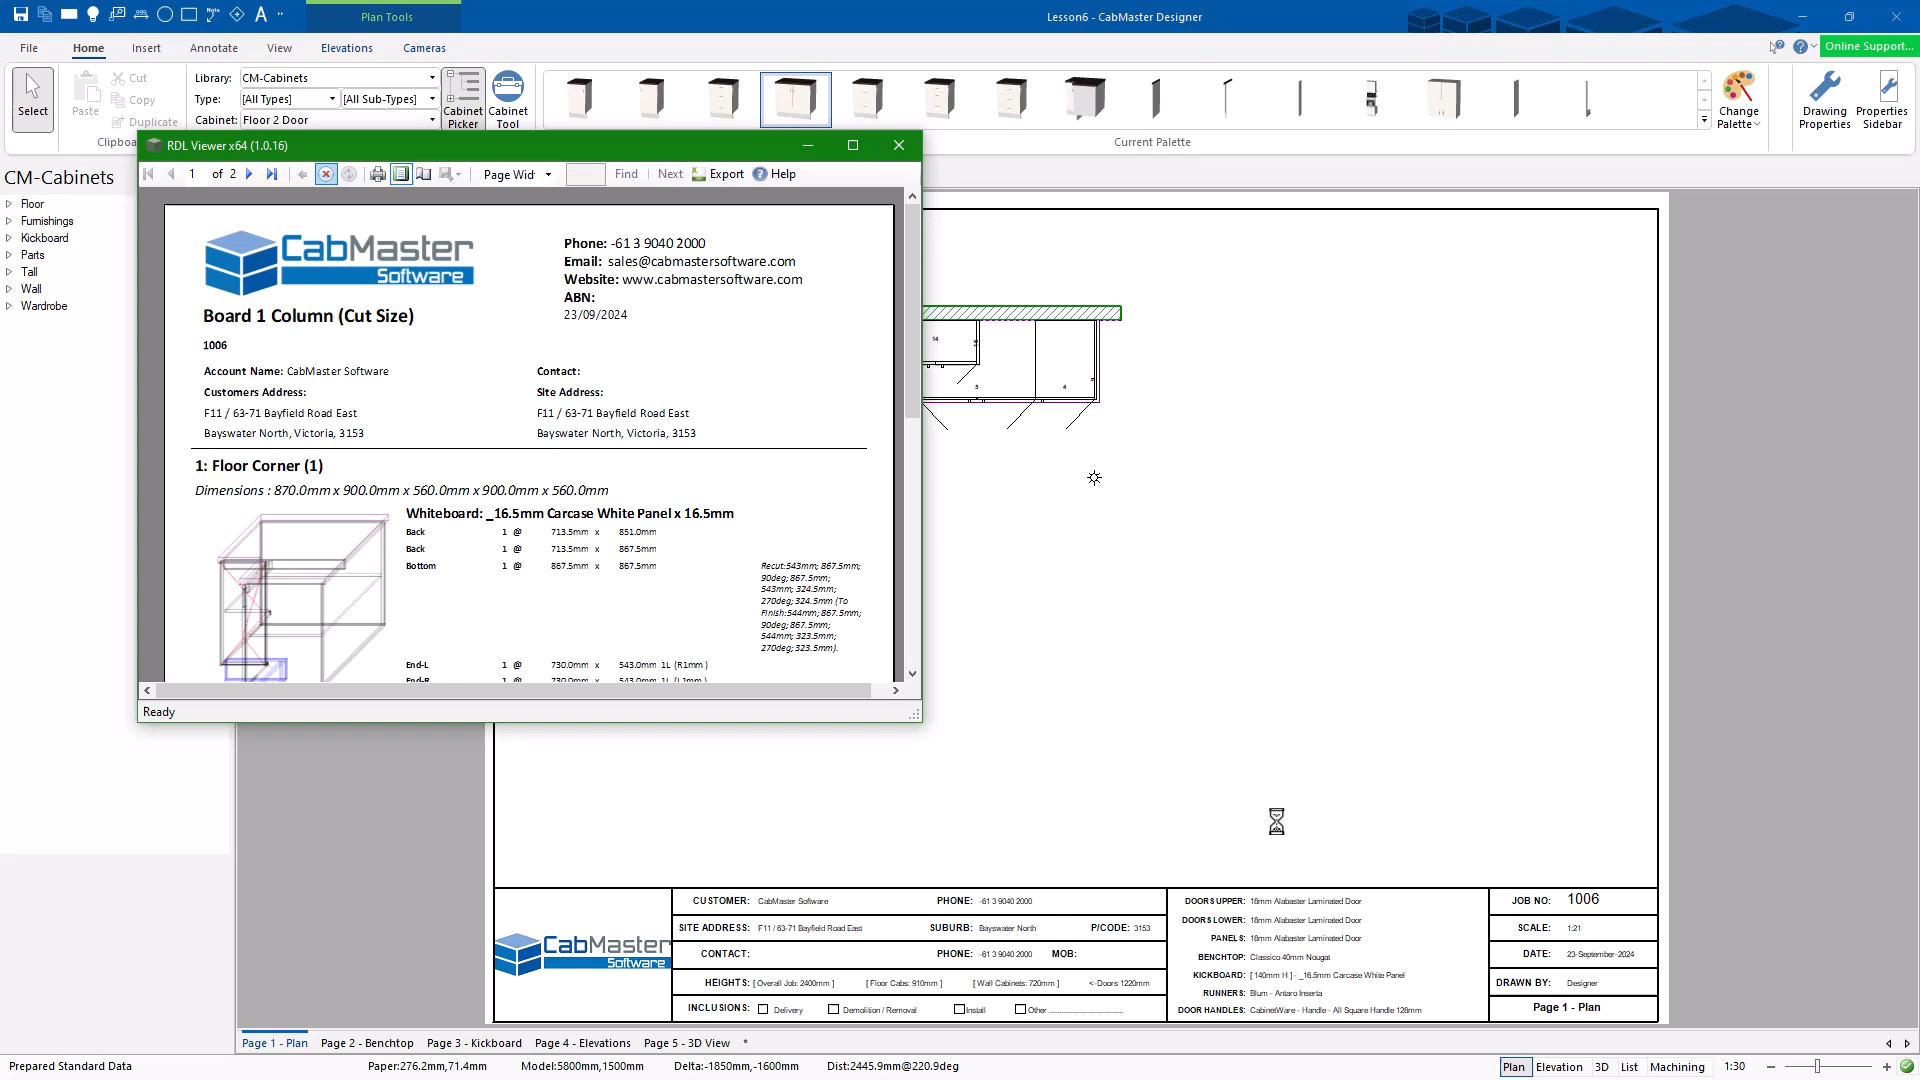 Plan Tools
Lesson6 - CabMaster Designer
File Home Insert Annotate View Elevations Cameras
Online Support...
Select
Paste
Cut
Copy
Duplicate
Library: CM-Cabinets
Type: [All Types] [All Sub-Types]
Cabinet: Floor 2 Door
Cabinet Picker
Cabinet Tool
Change Palette
Drawing Properties
Properties Sidebar
Current Palette
CM-Cabinets
Floor
Furnishings
Kickboard
Parts
Tall
Wall
Wardrobe
RDL Viewer x64 (1.0.16)
1 of 2 Page Wid Find Next Export Help
CabMaster
Software
Phone: -61 3 9040 2000
Email: sales@cabmastersoftware.com
Website: www.cabmastersoftware.com
ABN:
23/09/2024
Board 1 Column (Cut Size)
1006
Account Name: CabMaster Software Contact:
Customers Address: Site Address:
F11 / 63-71 Bayfield Road East F11 / 63-71 Bayfield Road East
Bayswater North, Victoria, 3153 Bayswater North, Victoria, 3153
1: Floor Corner (1)
Dimensions : 870.0mm x 900.0mm x 560.0mm x 900.0mm x 560.0mm
Whiteboard: _16.5mm Carcase White Panel x 16.5mm
Back 1 @ 713.5mm x 851.0mm
Back 1 @ 713.5mm x 867.5mm
Bottom 1 @ 867.5mm x 867.5mm
Recut:543mm; 867.5mm;
90deg; 867.5mm;
543mm; 324.5mm;
270deg; 324.5mm (To
Finish:544mm; 867.5mm;
90deg; 867.5mm;
544mm; 323.5mm;
270deg; 323.5mm).
End-L 1 @ 730.0mm x 543.0mm 1L (R1mm )
End-R 1 @ 730.0mm x 543.0mm 1L (L1mm )
Ready
14
5
4
CabMaster
Software
CUSTOMER: CabMaster Software PHONE: -61 3 9040 2000
SITE ADDRESS: F11 / 63-71 Bayfield Road East SUBURB: Bayswater North P/CODE: 3153
CONTACT: PHONE: -61 3 9040 2000 MOB:
HEIGHTS: [ Overall Job: 2400mm ] [ Floor Cabs: 910mm ] [ Wall Cabinets: 720mm ] <-Doors 1220mm
INCLUSIONS: Delivery Demolition / Removal Install Other
DOORS UPPER: 18mm Alabaster Laminated Door
DOORS LOWER: 18mm Alabaster Laminated Door
PANELS: 18mm Alabaster Laminated Door
BENCHTOP: Classico 40mm Nougat
KICKBOARD: [ 140mm H ] - _16.5mm Carcase White Panel
RUNNERS: Blum - Antaro Inserta
DOOR HANDLES: CabinetWare - Handle - All Square Handle 128mm
JOB NO: 1006
SCALE: 1:21
DATE: 23-September-2024
DRAWN BY: Designer
Page 1 - Plan
Page 1 - Plan Page 2 - Benchtop Page 3 - Kickboard Page 4 - Elevations Page 5 - 3D View *
Prepared Standard Data Paper:276.2mm,71.4mm Model:5800mm,1500mm Delta:-1850mm,-1600mm Dist:2445.9mm@220.9deg
Plan Elevation 3D List Machining 1:30